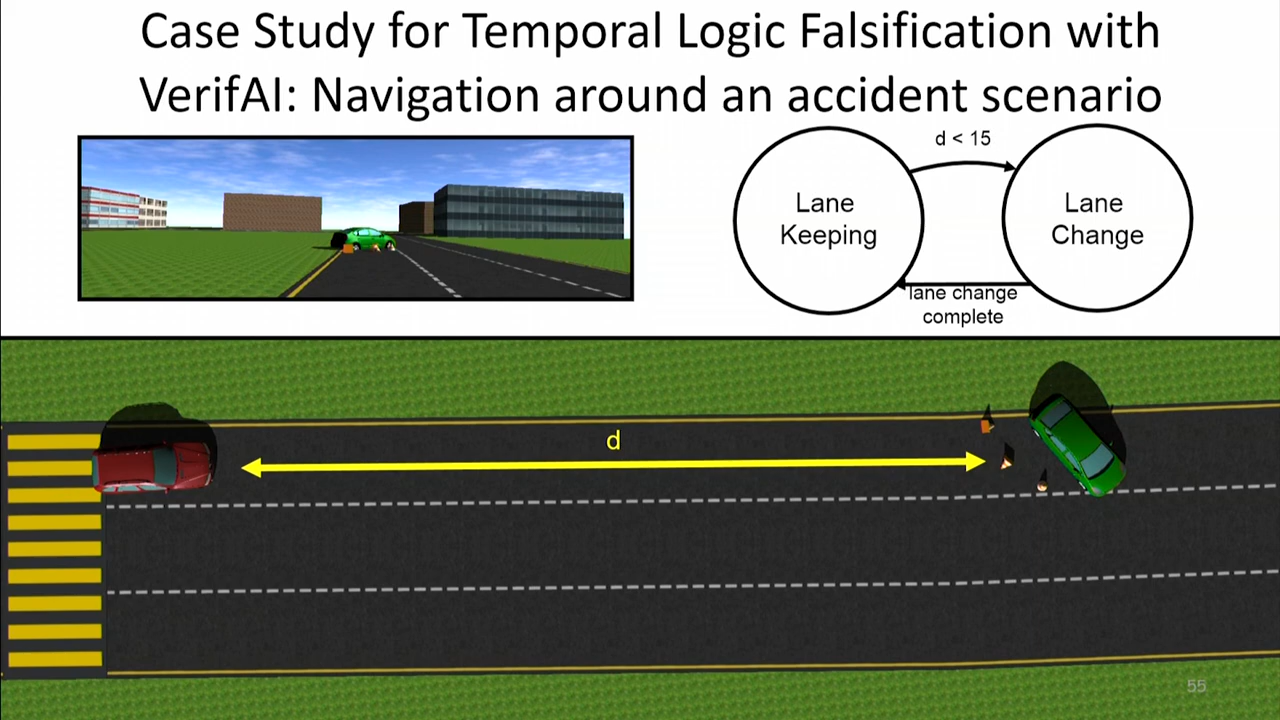 Case Study for Temporal Logic Falsification with
VerifAI: Navigation around an accident scenario
d < 15
Lane
Keeping
Lane
Change
lane change
complete
d
55